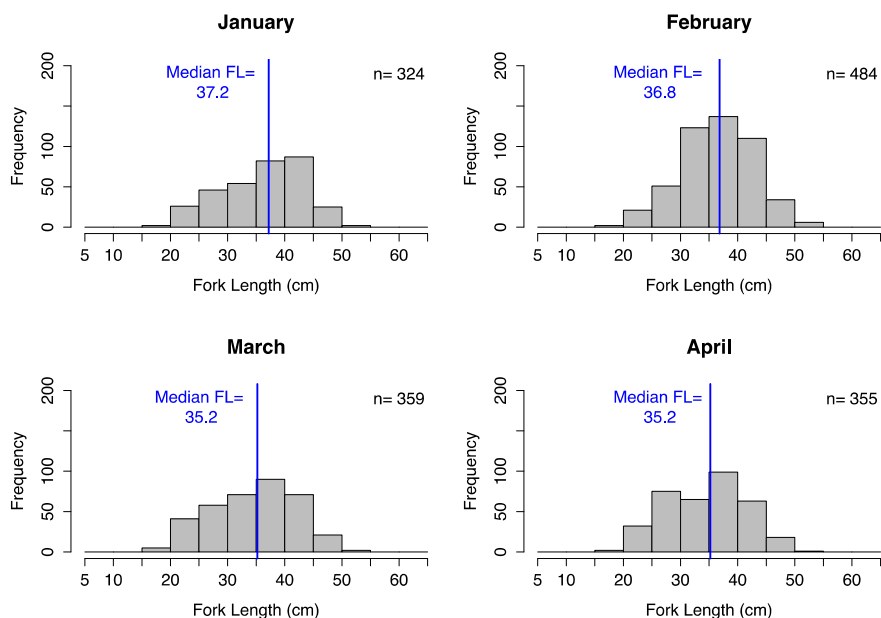 January
Median FL=
37.2
n= 324
Frequency
0 50 100 200
5 10 20 30 40 50 60
Fork Length (cm)
February
Median FL=
36.8
n= 484
Frequency
0 50 100 200
5 10 20 30 40 50 60
Fork Length (cm)
March
Median FL=
35.2
n= 359
Frequency
0 50 100 200
5 10 20 30 40 50 60
Fork Length (cm)
April
Median FL=
35.2
n= 355
Frequency
0 50 100 200
5 10 20 30 40 50 60
Fork Length (cm)